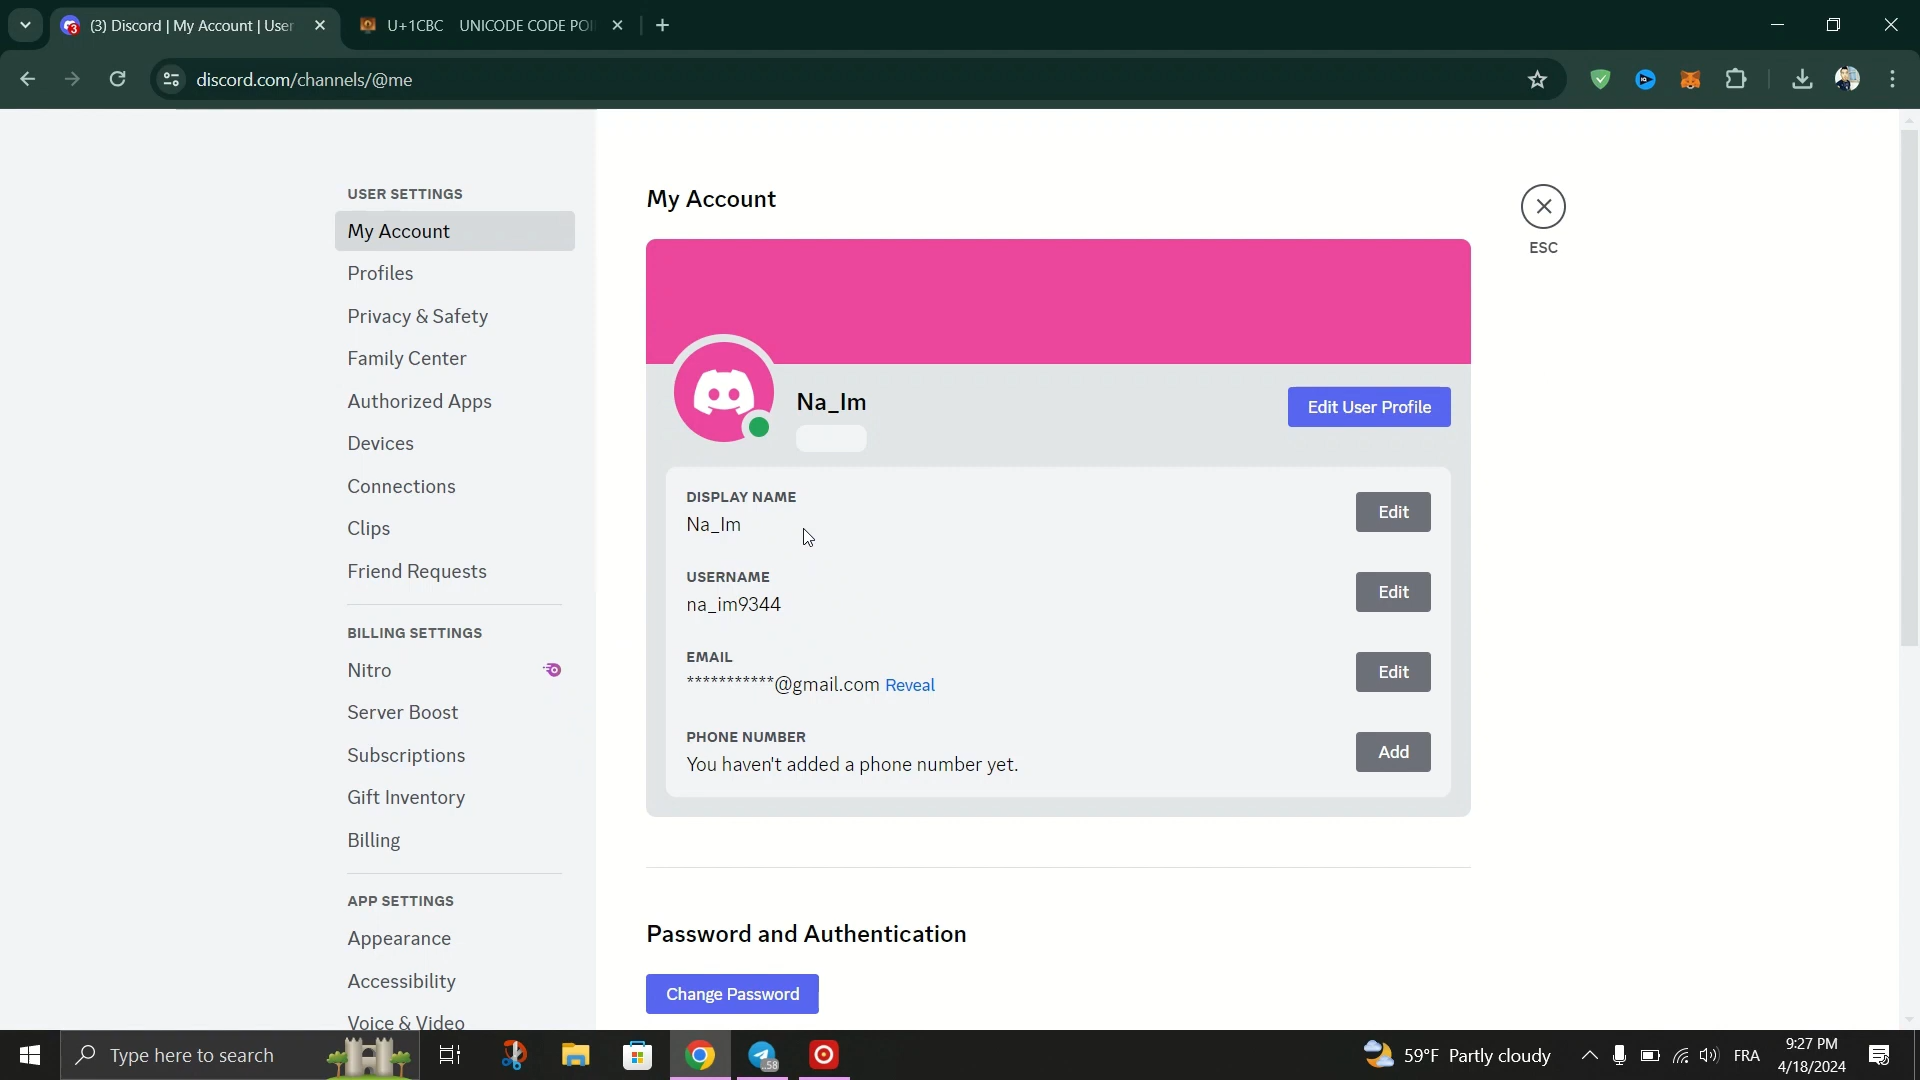 (3) Discord | My Account | User
U+1CBC UNICODE CODE POI
discord.com/channels/@me
USER SETTINGS
My Account
Profiles
Privacy & Safety
Family Center
Authorized Apps
Devices
Connections
Clips
Friend Requests
BILLING SETTINGS
Nitro
Server Boost
Subscriptions
Gift Inventory
Billing
APP SETTINGS
Appearance
Accessibility
Voice & Video
My Account
ESC
Na_Im
Edit User Profile
DISPLAY NAME
Na_Im
Edit
USERNAME
na_im9344
Edit
EMAIL
***********@gmail.com Reveal
Edit
PHONE NUMBER
You haven't added a phone number yet.
Add
Password and Authentication
Change Password
Type here to search
58
59°F Partly cloudy
FRA
9:27 PM
4/18/2024